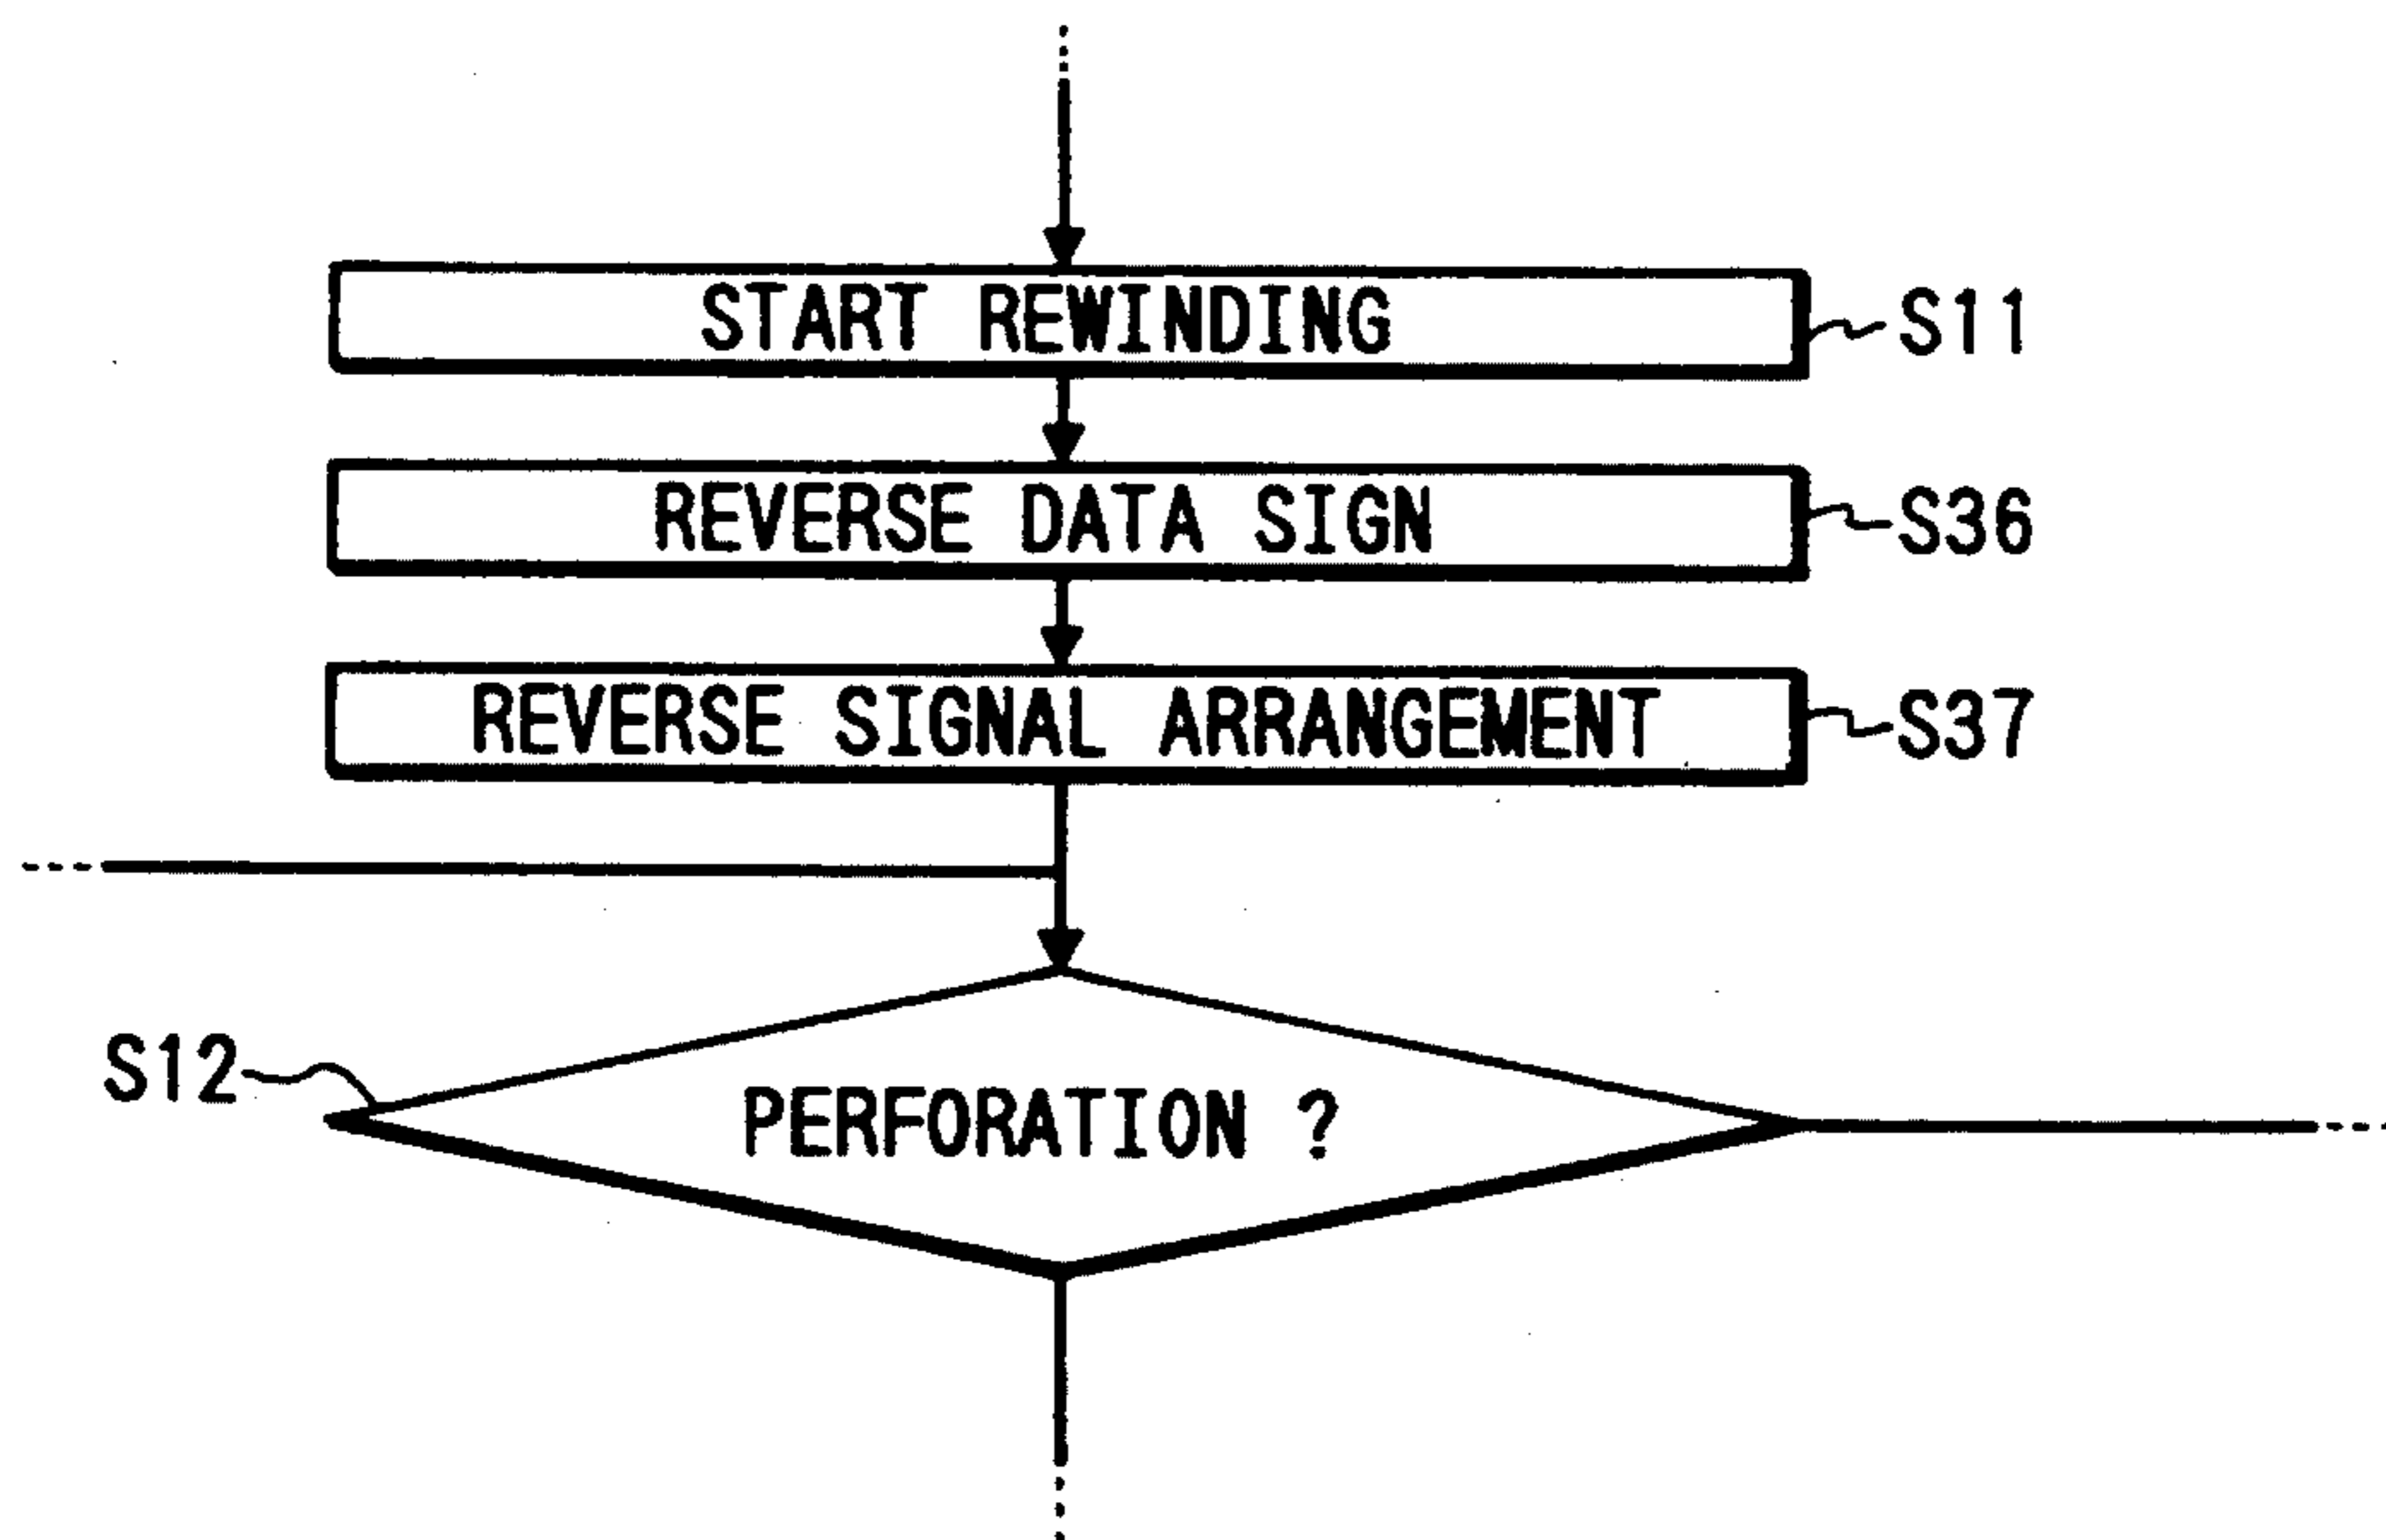 START REWINDING S11
REVERSE DATA SIGN S36
REVERSE SIGNAL ARRANGEMENT S37
S12 PERFORATION ?